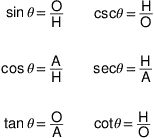 sin θ = O/H    csc θ = H/O
cos θ = A/H    sec θ = H/A
tan θ = O/A    cot θ = H/O